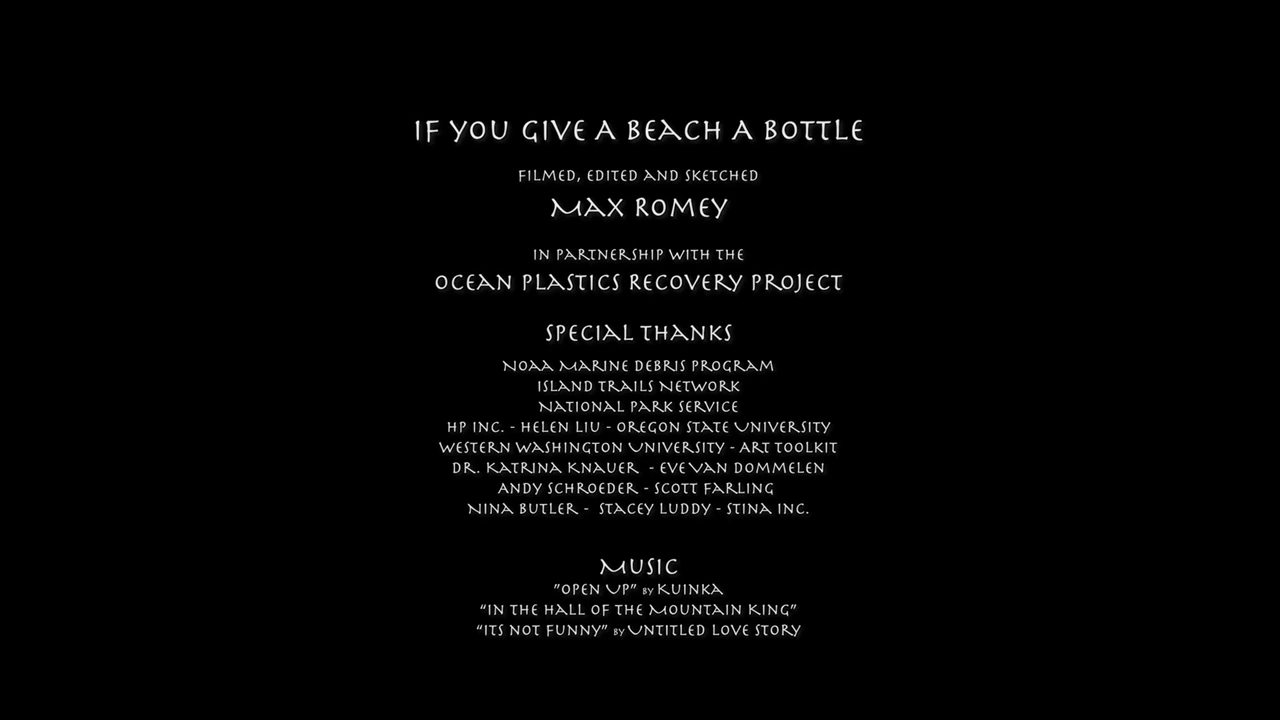 IF YOU GIVE A BEACH A BOTTLE
FILMED, EDITED AND SKETCHED
MAX ROMEY
IN PARTNERSHIP WITH THE
OCEAN PLASTICS RECOVERY PROJECT
SPECIAL THANKS
NOAA MARINE DEBRIS PROGRAM
ISLAND TRAILS NETWORK
NATIONAL PARK SERVICE
HP INC. - HELEN LIU - OREGON STATE UNIVERSITY
WESTERN WASHINGTON UNIVERSITY - ART TOOLKIT
DR. KATRINA KNAUER - EVE VAN DOMMELEN
ANDY SCHROEDER - SCOTT FARLING
NINA BUTLER - STACEY LUDDY - STINA INC.
MUSIC
"OPEN UP" BY KUINKA
"IN THE HALL OF THE MOUNTAIN KING"
"ITS NOT FUNNY" BY UNTITLED LOVE STORY